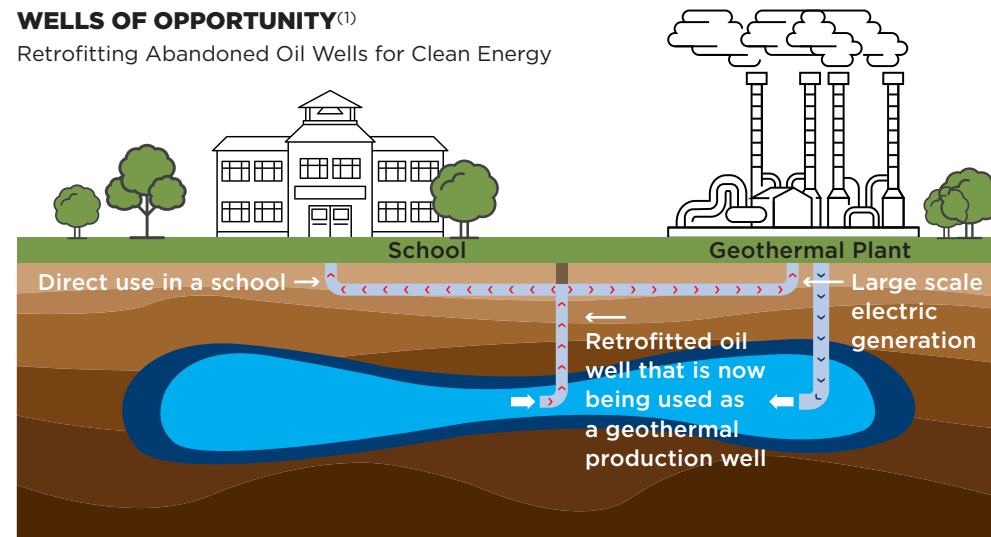 WELLS OF OPPORTUNITY(1)
Retrofitting Abandoned Oil Wells for Clean Energy
School
Geothermal Plant
Direct use in a school
Large scale
electric
generation
Retrofitted oil
well that is now
being used as
a geothermal
production well